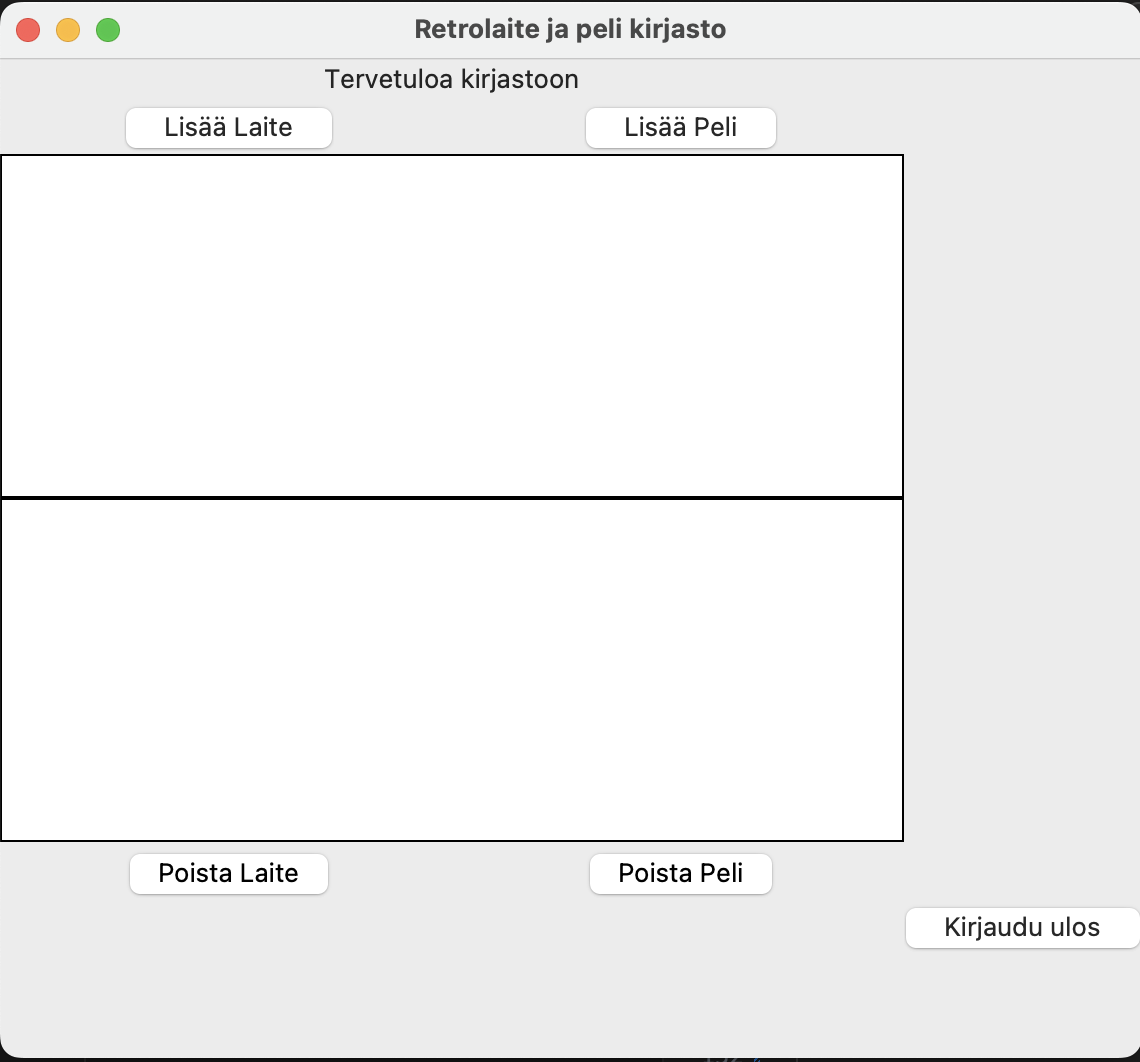 Retrolaite ja peli kirjasto
Tervetuloa kirjastoon
Lisää Laite
Lisää Peli
Poista Laite
Poista Peli
Kirjaudu ulos